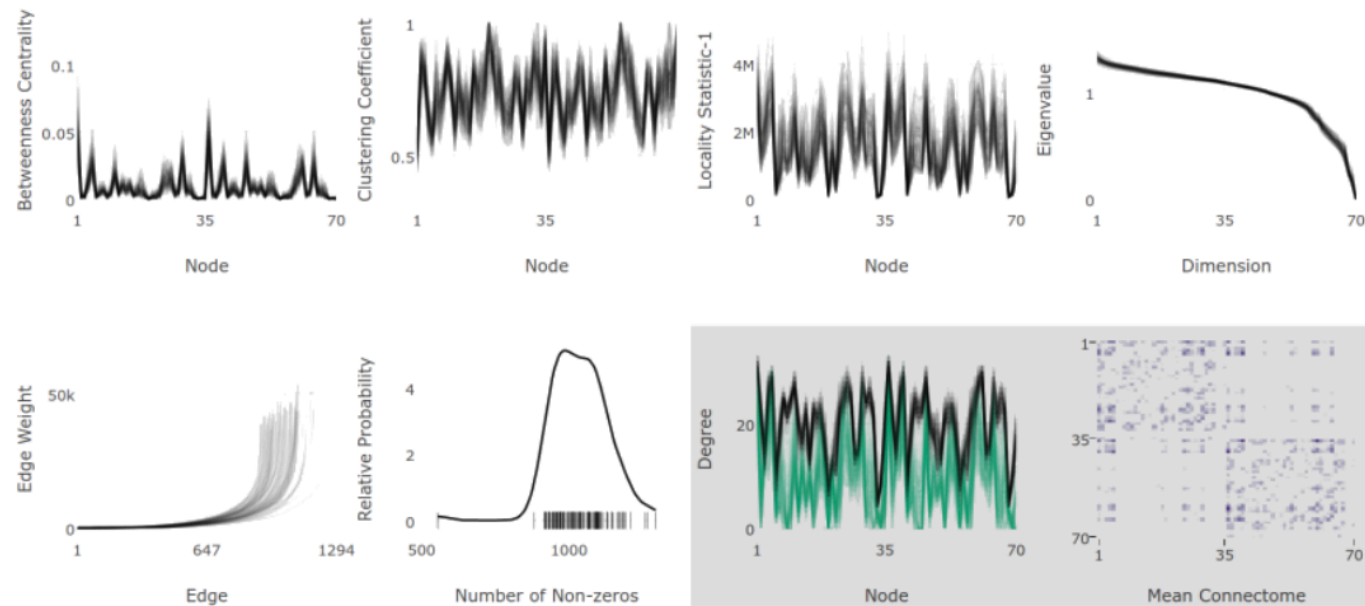 Betweenness Centrality
0.1
0.05
0
1 35 70
Node
Clustering Coefficient
1
0.5
1 35
Node
Locality Statistic-1
4M
2M
0
1 35 70
Node
Eigenvalue
1
0
1 35 70
Dimension
Edge Weight
50k
0
1 647 1294
Edge
Relative Probability
4
2
0
500 1000
Number of Non-zeros
Degree
20
0
1 35 70
Node
1
35
70
1 35 70
Mean Connectome